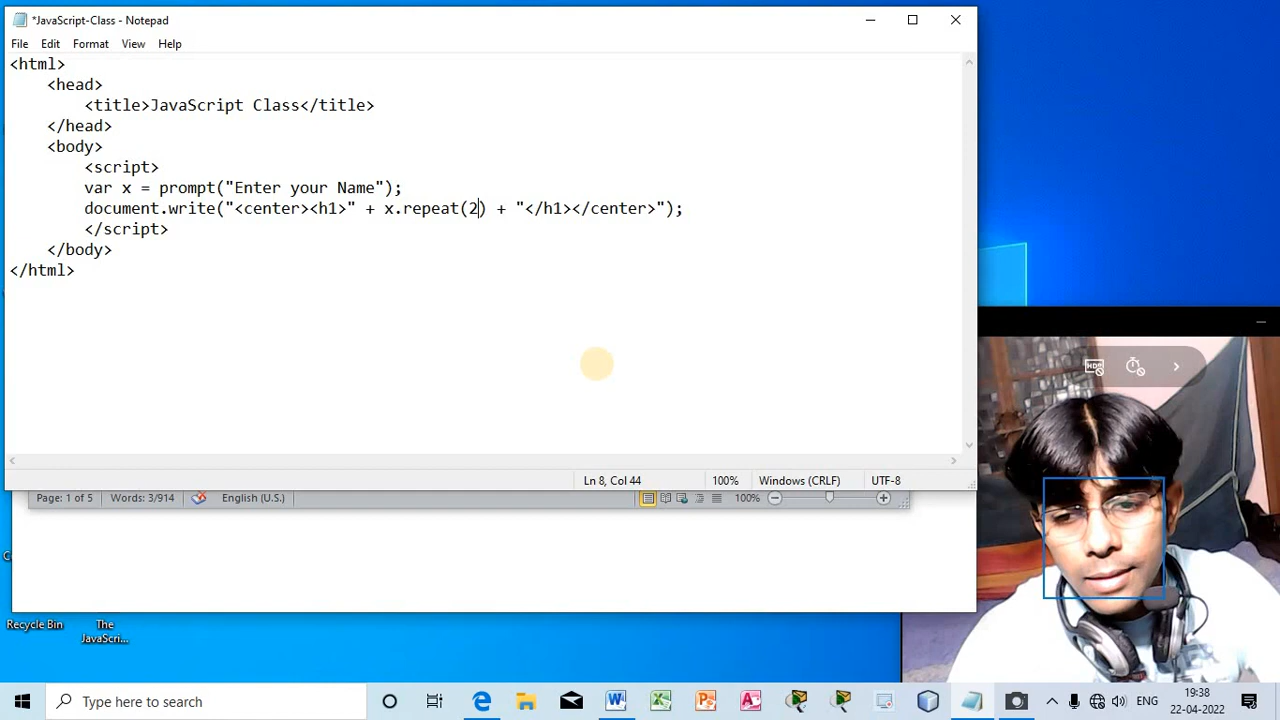 *JavaScript-Class - Notepad
File Edit Format View Help
<html>
<head>
<title>JavaScript Class</title>
</head>
<body>
<script>
var x = prompt("Enter your Name");
document.write("<center><h1>" + x.repeat(2) + "</h1></center>");
</script>
</body>
</html>
Ln 8, Col 44 100% Windows (CRLF) UTF-8
Page: 1 of 5 Words: 3/914 English (U.S.) 100%
HDR
Recycle Bin
The
JavaScri...
Type here to search
ENG
19:38
22-04-2022